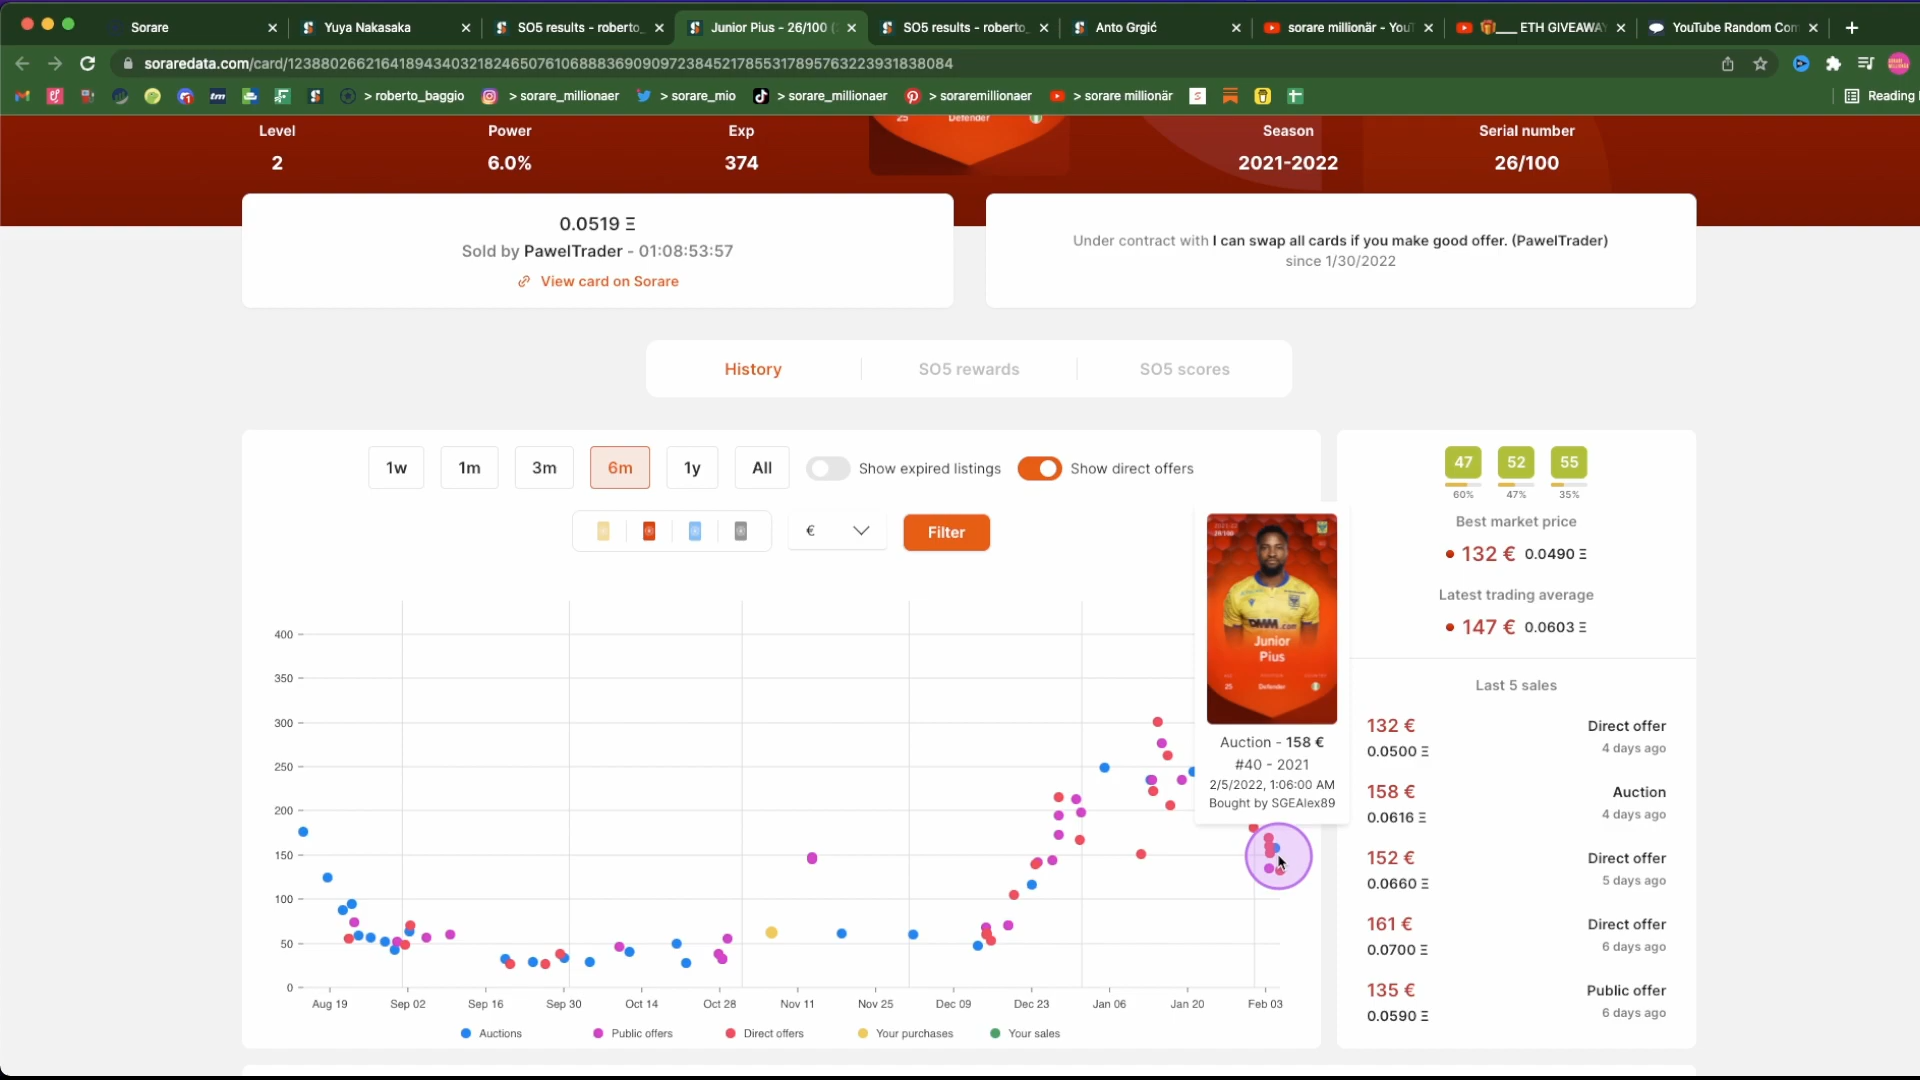 Sorare
Yuya Nakasaka
SO5 results - roberto_
Junior Pius - 26/100 (
SO5 results - roberto_
Anto Grgić
sorare millionär - YouT
ETH GIVEAWAY
YouTube Random Com
soraredata.com/card/12388026621641894340321824650761068883690909723845217855317895763223931838084
> roberto_baggio
> sorare_millionaer
> sorare_mio
> sorare_millionaer
> soraremillionaer
> sorare millionär
Reading
Level
Power
Exp
25 Defender
Season
Serial number
2
6.0%
374
2021-2022
26/100
0.0519 Ξ
Sold by PawelTrader - 01:08:53:57
View card on Sorare
Under contract with I can swap all cards if you make good offer. (PawelTrader)
since 1/30/2022
History
SO5 rewards
SO5 scores
1w
1m
3m
6m
1y
All
Show expired listings
Show direct offers
€
Filter
47
52
55
60%
47%
35%
Best market price
132 € 0.0490 Ξ
Latest trading average
147 € 0.0603 Ξ
Last 5 sales
132 €
Direct offer
0.0500 Ξ
4 days ago
158 €
Auction
0.0616 Ξ
4 days ago
152 €
Direct offer
0.0660 Ξ
5 days ago
161 €
Direct offer
0.0700 Ξ
6 days ago
135 €
Public offer
0.0590 Ξ
6 days ago
DMM.com
Junior
Pius
25 Defender
Auction - 158 €
#40 - 2021
2/5/2022, 1:06:00 AM
Bought by SGEAlex89
400
350
300
250
200
150
100
50
0
Aug 19
Sep 02
Sep 16
Sep 30
Oct 14
Oct 28
Nov 11
Nov 25
Dec 09
Dec 23
Jan 06
Jan 20
Feb 03
Auctions
Public offers
Direct offers
Your purchases
Your sales